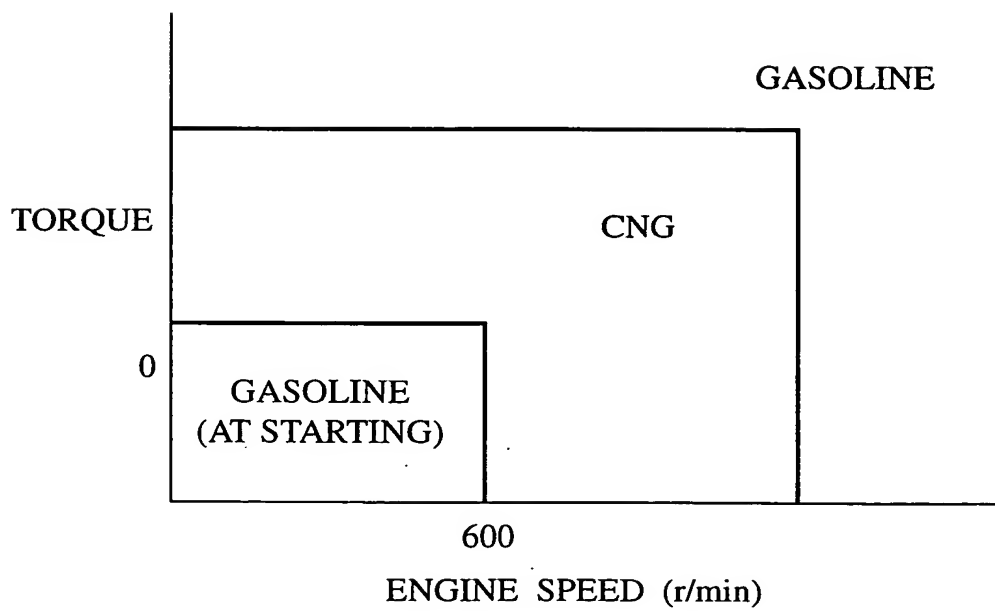 GASOLINE
TORQUE
CNG
0
GASOLINE
(AT STARTING)
600
ENGINE SPEED (r/min)